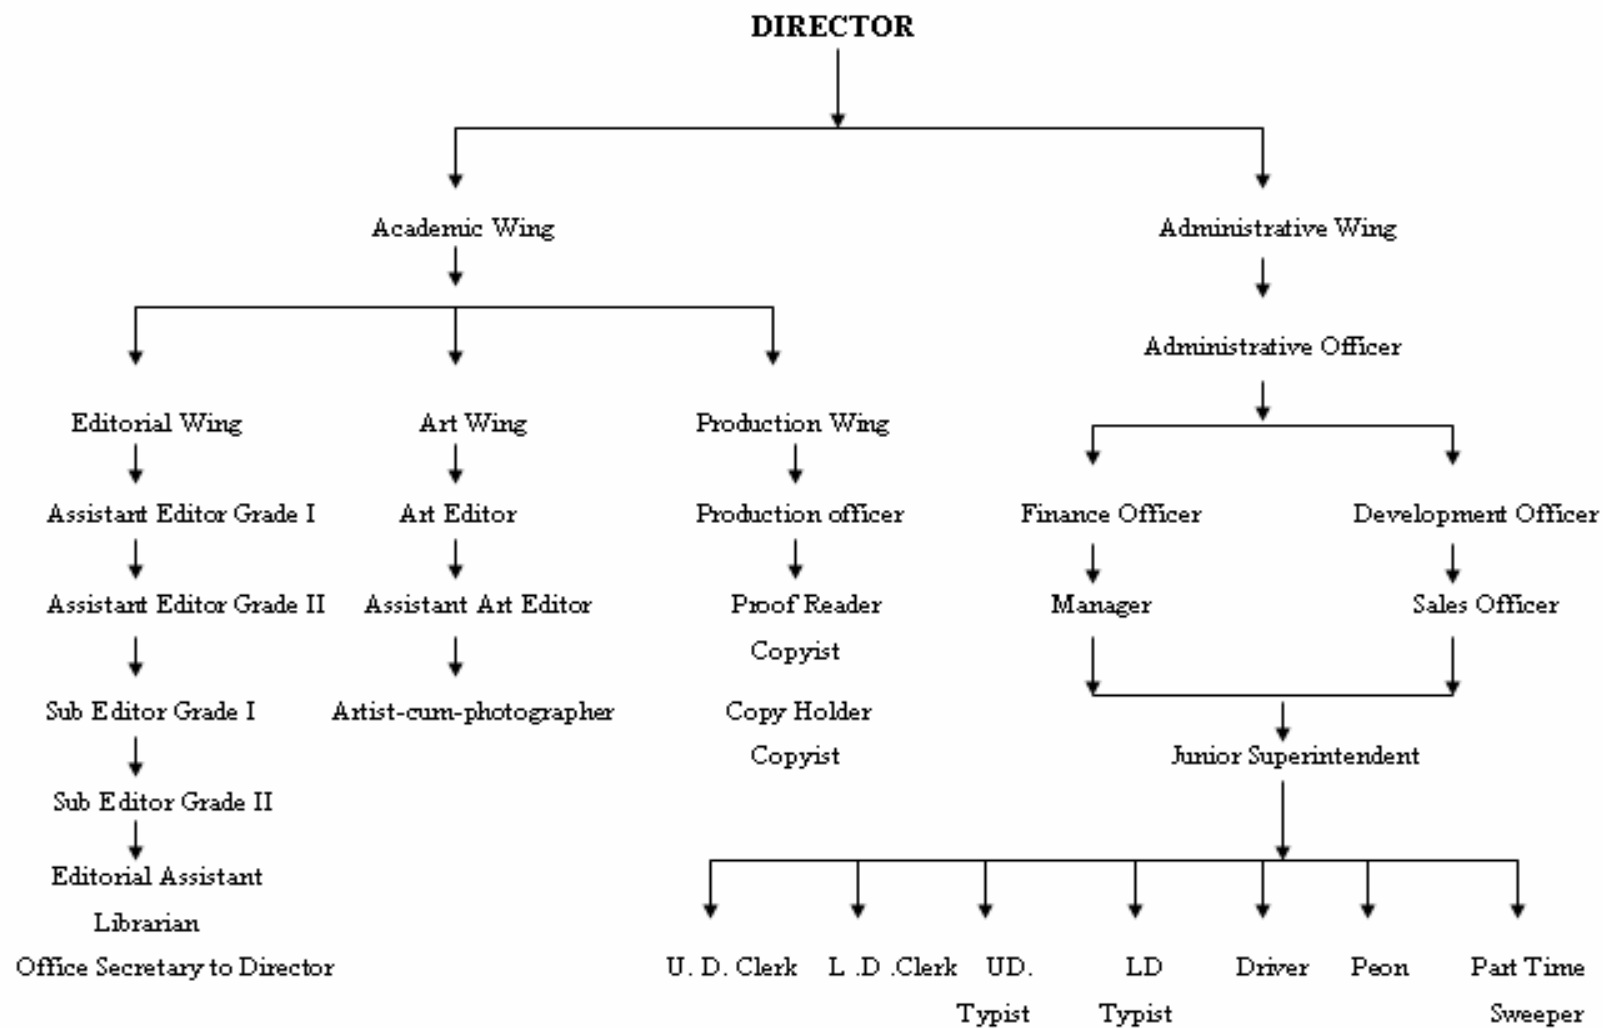 DIRECTOR
Academic Wing
Administrative Wing
Administrative Officer
Editorial Wing
Art Wing
Production Wing
Assistant Editor Grade I
Art Editor
Production officer
Finance Officer
Development Officer
Assistant Editor Grade II
Assistant Art Editor
Proof Reader
Manager
Sales Officer
Copyist
Sub Editor Grade I
Artist-cum-photographer
Copy Holder
Copyist
Junior Superintendent
Sub Editor Grade II
Editorial Assistant
Librarian
Office Secretary to Director
U. D. Clerk
L .D .Clerk
UD.
Typist
LD
Typist
Driver
Peon
Part Time
Sweeper